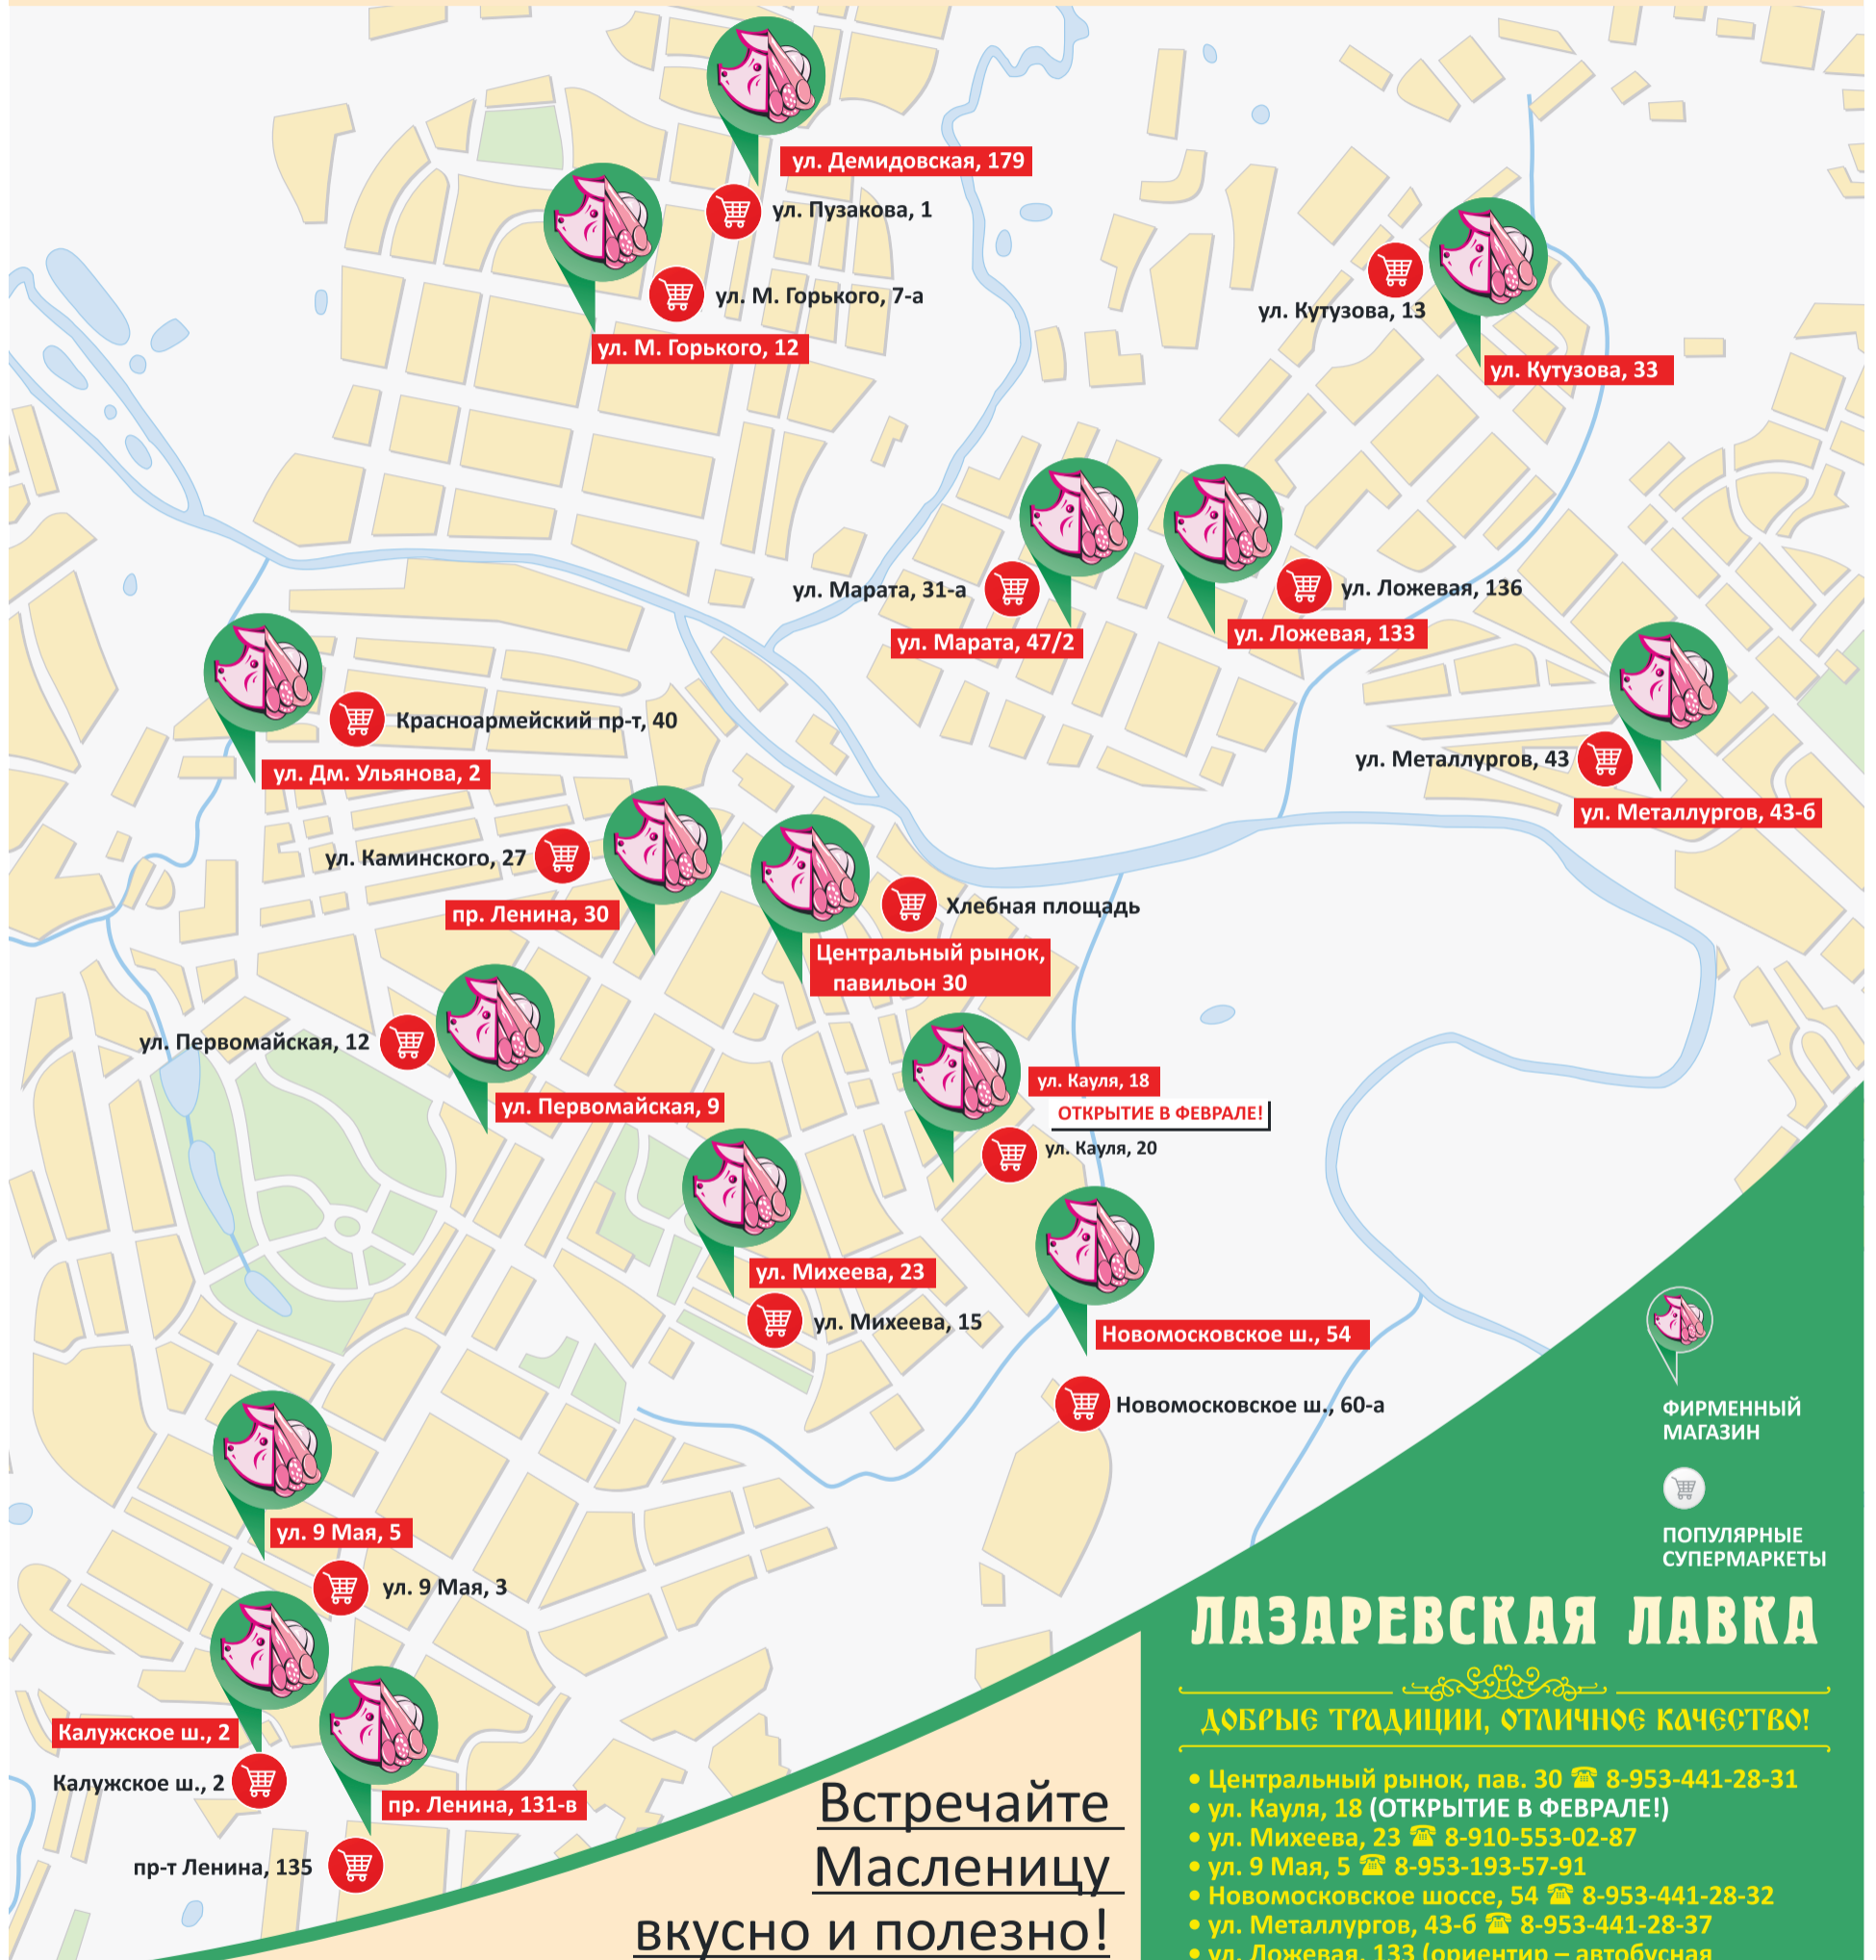 ул. Демидовская, 179
ул. Пузакова, 1
ул. М. Горького, 7-а
ул. М. Горького, 12
ул. Кутузова, 13
ул. Кутузова, 33
ул. Марата, 31-а
ул. Марата, 47/2
ул. Ложевая, 136
ул. Ложевая, 133
Красноармейский пр-т, 40
ул. Дм. Ульянова, 2
ул. Металлургов, 43
ул. Металлургов, 43-б
ул. Каминского, 27
пр. Ленина, 30
Хлебная площадь
Центральный рынок,
павильон 30
ул. Первомайская, 12
ул. Первомайская, 9
ул. Кауля, 18
ОТКРЫТИЕ В ФЕВРАЛЕ!
ул. Кауля, 20
ул. Михеева, 23
ул. Михеева, 15
Новомосковское ш., 54
Новомосковское ш., 60-а
ул. 9 Мая, 5
ул. 9 Мая, 3
Калужское ш., 2
Калужское ш., 2
пр. Ленина, 131-в
пр-т Ленина, 135
Встречайте
Масленицу
вкусно и полезно!
ФИРМЕННЫЙ
МАГАЗИН
ПОПУЛЯРНЫЕ
СУПЕРМАРКЕТЫ
ЛАЗАРЕВСКАЯ ЛАВКА
ДОБРЫЕ ТРАДИЦИИ, ОТЛИЧНОЕ КАЧЕСТВО!
• Центральный рынок, пав. 30 ☎ 8-953-441-28-31
• ул. Кауля, 18 (ОТКРЫТИЕ В ФЕВРАЛЕ!)
• ул. Михеева, 23 ☎ 8-910-553-02-87
• ул. 9 Мая, 5 ☎ 8-953-193-57-91
• Новомосковское шоссе, 54 ☎ 8-953-441-28-32
• ул. Металлургов, 43-б ☎ 8-953-441-28-37
• ул. Ложевая, 133 (ориентир – автобусная